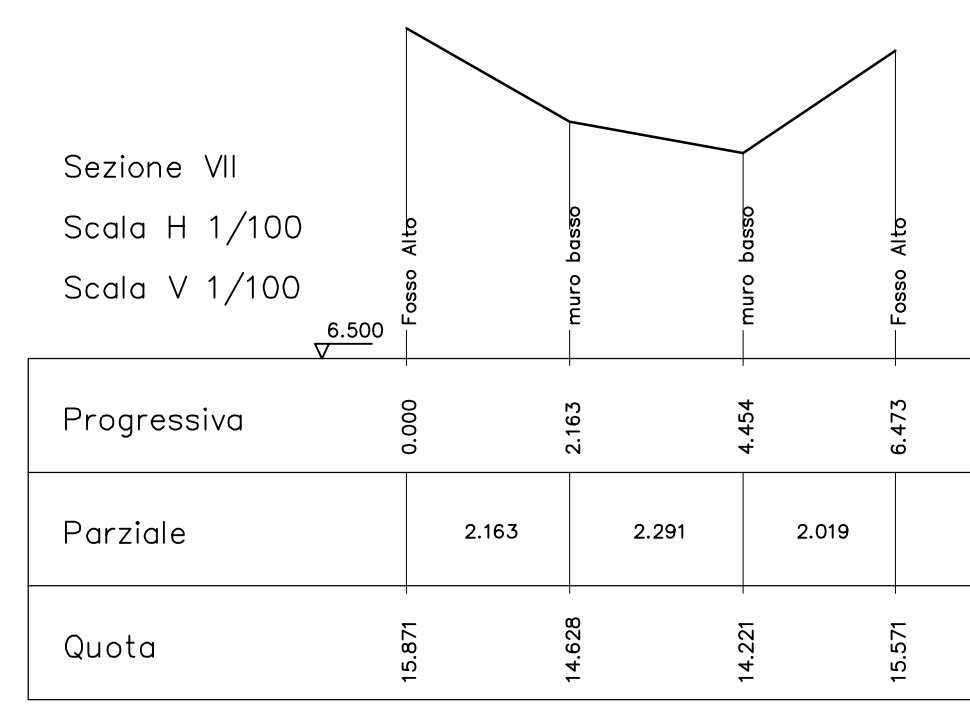 Sezione VII
Scala H 1/100
Scala V 1/100
6.500
Fosso Alto
muro basso
muro basso
Fosso Alto
Progressiva 0.000 2.163 4.454 6.473
Parziale 2.163 2.291 2.019
Quota 15.871 14.628 14.221 15.571